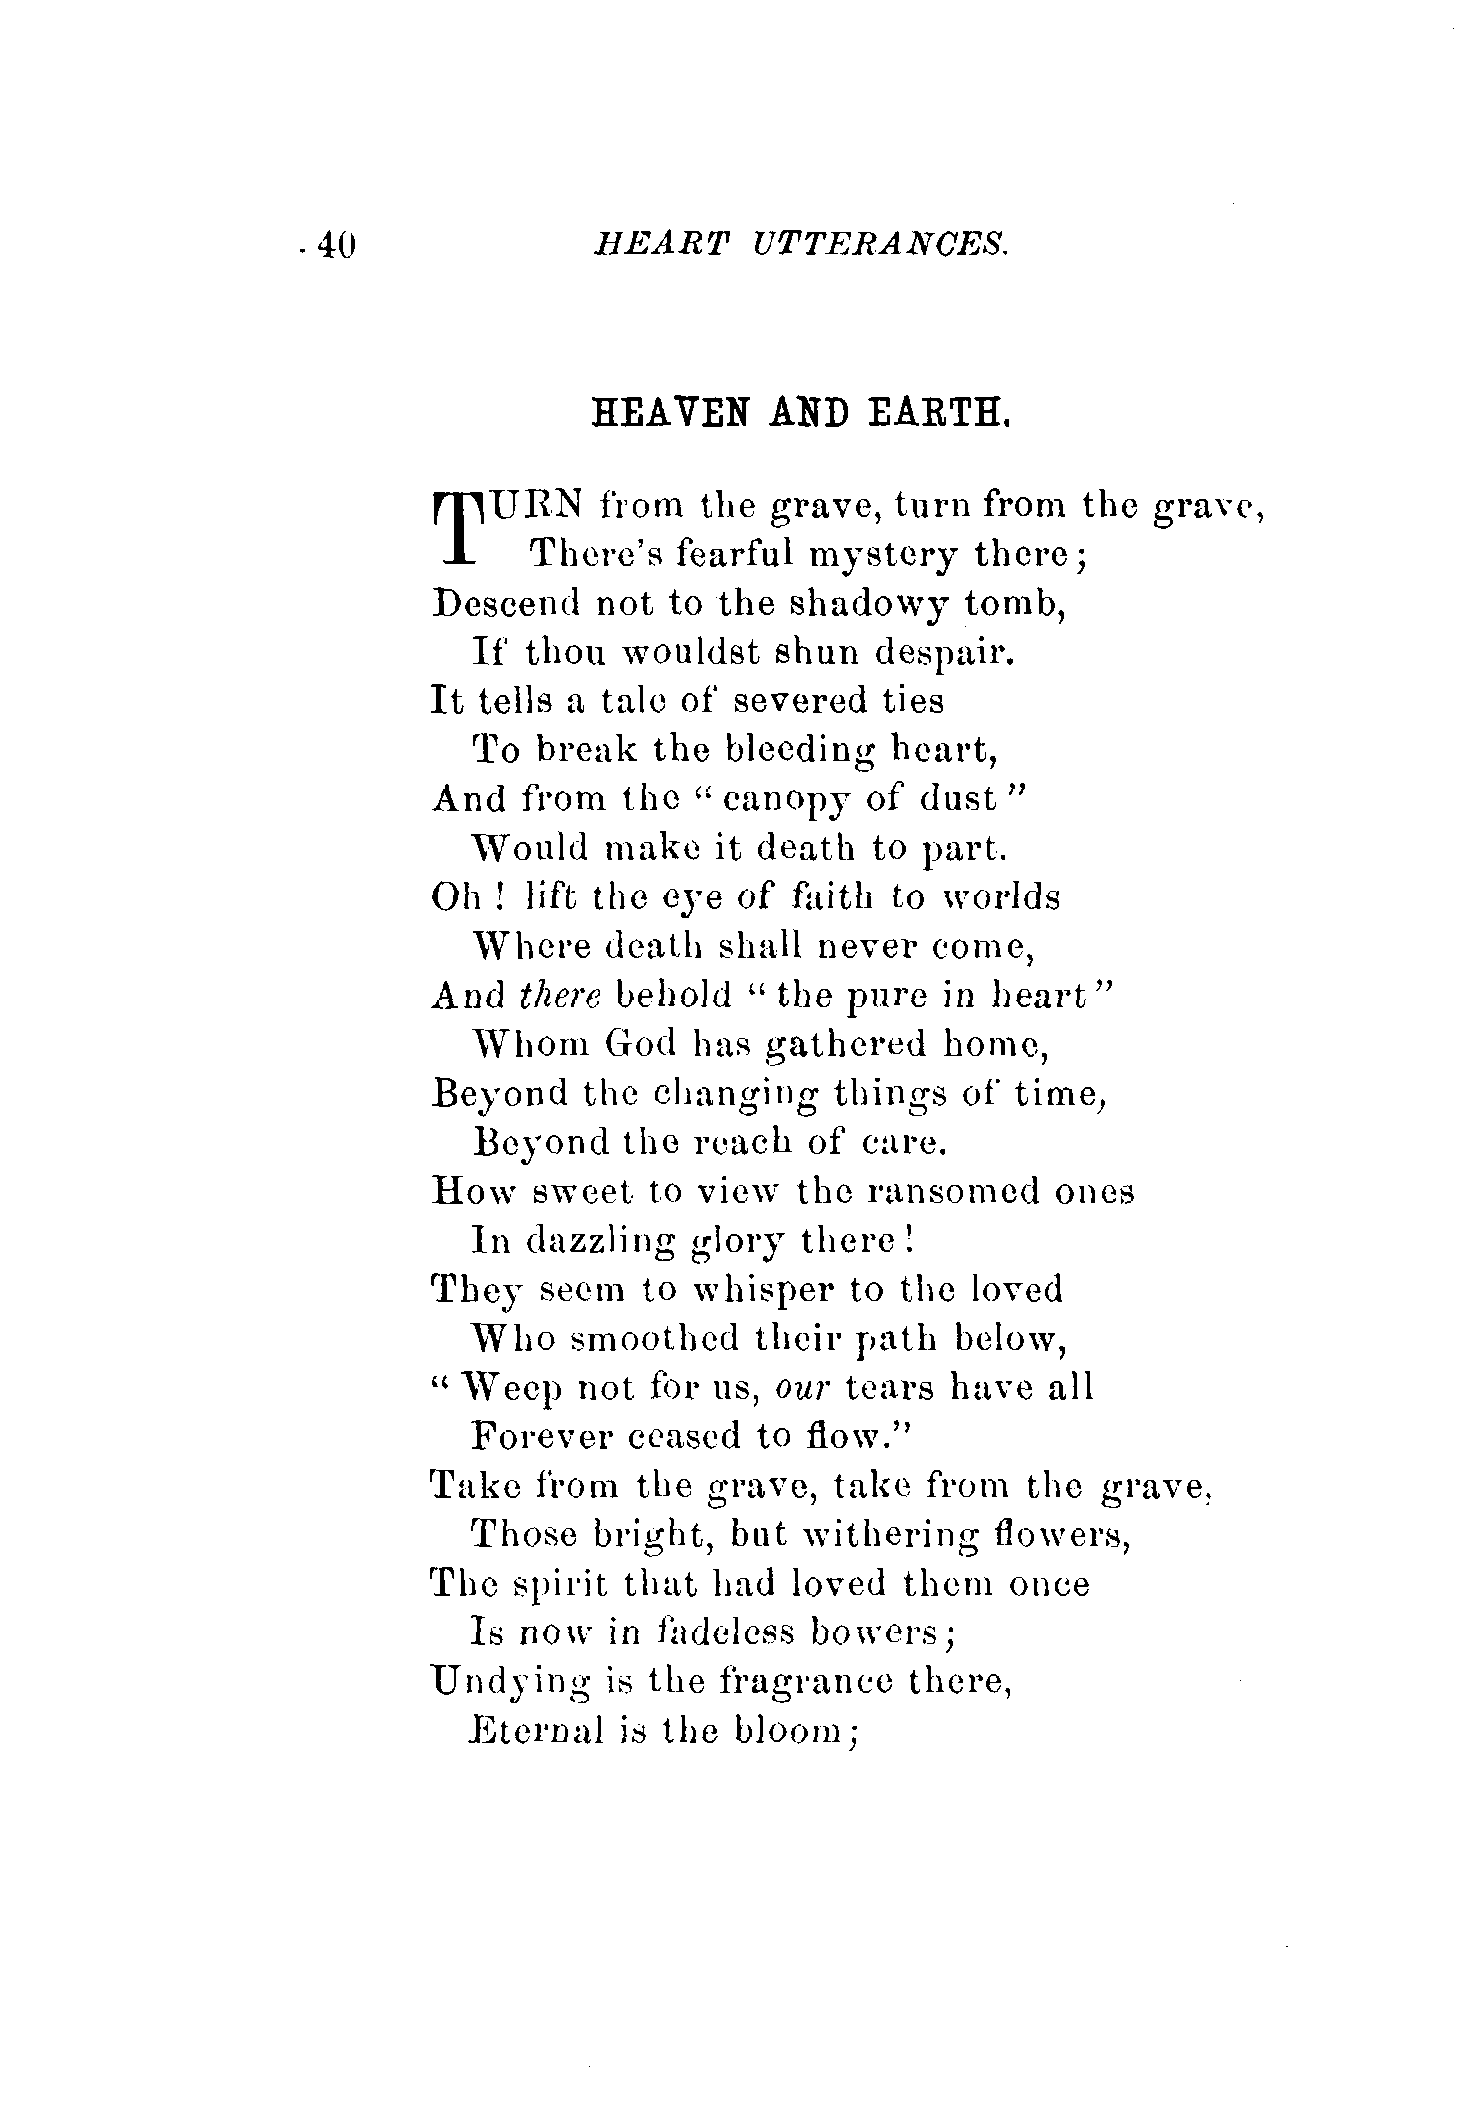 40 HEART UTTERANCES.
HEAVEN AND EARTH.
TURN from the grave, turn from the grave,
There's fearful mystery there;
Descend not to the shadowy tomb,
If thou wouldst shun despair.
It tells a tale of severed ties
To break the bleeding heart,
And from the "canopy of dust"
Would make it death to part.
Oh! lift the eye of faith to worlds
Where death shall never come,
And there behold "the pure in heart"
Whom God has gathered home,
Beyond the changing things of time,
Beyond the reach of care.
How sweet to view the ransomed ones
In dazzling glory there!
They seem to whisper to the loved
Who smoothed their path below,
"Weep not for us, our tears have all
Forever ceased to flow."
Take from the grave, take from the grave,
Those bright, but withering flowers,
The spirit that had loved them once
Is now in fadeless bowers;
Undying is the fragrance there,
Eternal is the bloom;